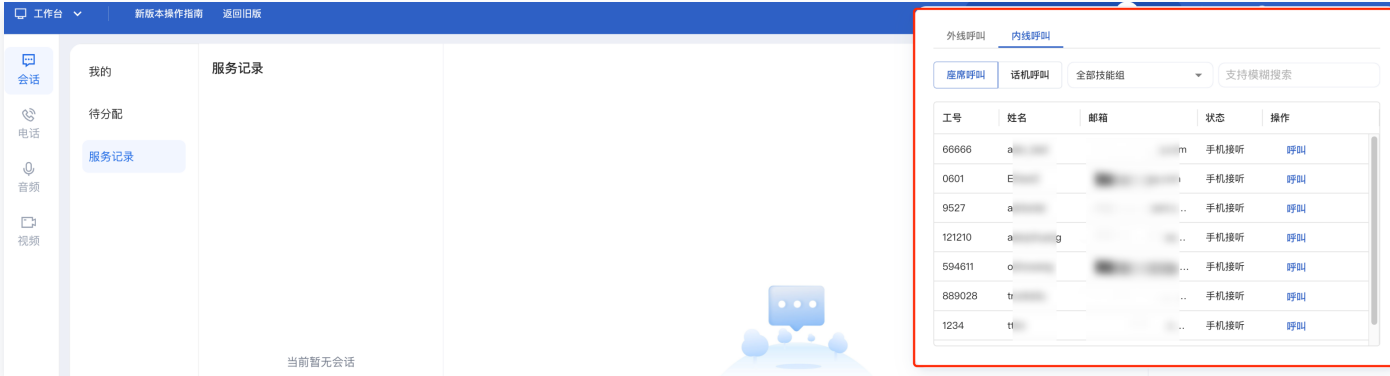 工作台 新版本操作指南 返回旧版
会话
电话
音频
视频
我的
待分配
服务记录
服务记录
当前暂无会话
外线呼叫 内线呼叫
座席呼叫 话机呼叫 全部技能组 支持模糊搜索
工号 姓名 邮箱 状态 操作
66666 手机接听 呼叫
0601 手机接听 呼叫
9527 手机接听 呼叫
121210 手机接听 呼叫
594611 手机接听 呼叫
889028 手机接听 呼叫
1234 手机接听 呼叫